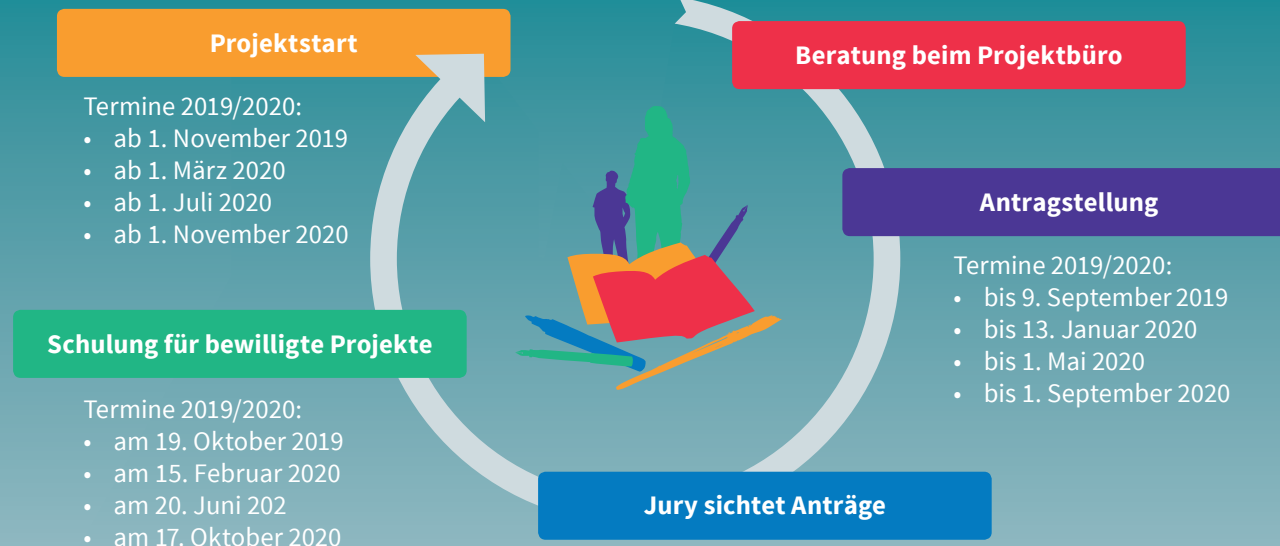 Projektstart
Termine 2019/2020:
• ab 1. November 2019
• ab 1. März 2020
• ab 1. Juli 2020
• ab 1. November 2020
Beratung beim Projektbüro
Antragstellung
Termine 2019/2020:
• bis 9. September 2019
• bis 13. Januar 2020
• bis 1. Mai 2020
• bis 1. September 2020
Schulung für bewilligte Projekte
Termine 2019/2020:
• am 19. Oktober 2019
• am 15. Februar 2020
• am 20. Juni 202
• am 17. Oktober 2020
Jury sichtet Anträge